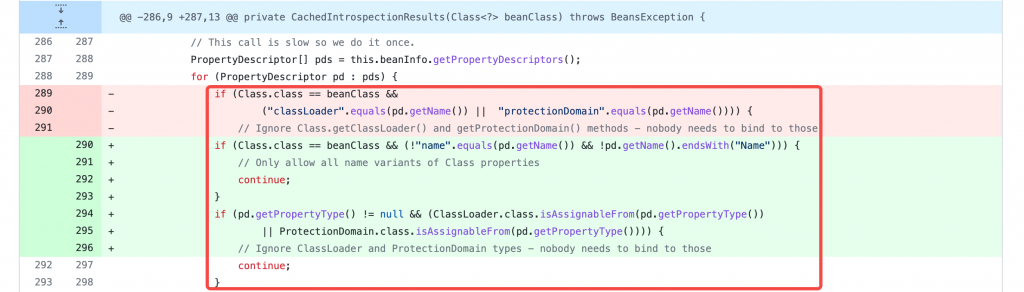 @@ -286,9 +287,13 @@ private CachedIntrospectionResults(Class<?> beanClass) throws BeansException {
286 287 // This call is slow so we do it once.
287 288 PropertyDescriptor[] pds = this.beanInfo.getPropertyDescriptors();
288 289 for (PropertyDescriptor pd : pds) {
289 - if (Class.class == beanClass &&
290 - ("classLoader".equals(pd.getName()) || "protectionDomain".equals(pd.getName()))) {
291 - // Ignore Class.getClassLoader() and getProtectionDomain() methods - nobody needs to bind to those
290 + if (Class.class == beanClass && (!"name".equals(pd.getName()) && !pd.getName().endsWith("Name"))) {
291 + // Only allow all name variants of Class properties
292 + continue;
293 + }
294 + if (pd.getPropertyType() != null && (ClassLoader.class.isAssignableFrom(pd.getPropertyType())
295 + || ProtectionDomain.class.isAssignableFrom(pd.getPropertyType()))) {
296 + // Ignore ClassLoader and ProtectionDomain types - nobody needs to bind to those
292 297 continue;
293 298 }